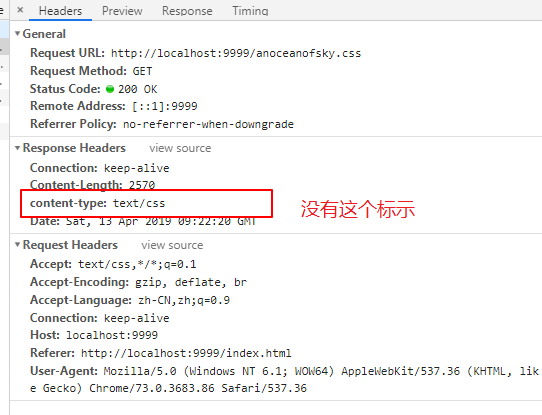 × Headers Preview Response Timing
▼ General
Request URL: http://localhost:9999/anoceanofsky.css
Request Method: GET
Status Code: 200 OK
Remote Address: [::1]:9999
Referrer Policy: no-referrer-when-downgrade
▼ Response Headers view source
Connection: keep-alive
Content-Length: 2570
content-type: text/css
没有这个标示
Date: Sat, 13 Apr 2019 09:22:20 GMT
▼ Request Headers view source
Accept: text/css,*/*;q=0.1
Accept-Encoding: gzip, deflate, br
Accept-Language: zh-CN,zh;q=0.9
Connection: keep-alive
Host: localhost:9999
Referer: http://localhost:9999/index.html
User-Agent: Mozilla/5.0 (Windows NT 6.1; WOW64) AppleWebKit/537.36 (KHTML, lik
e Gecko) Chrome/73.0.3683.86 Safari/537.36